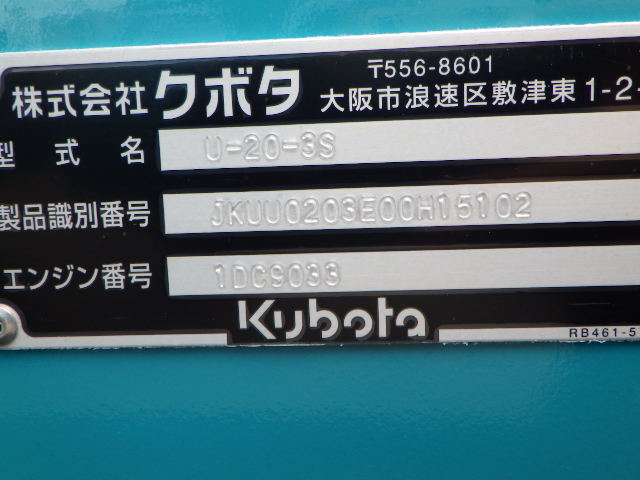 株式会社クボタ 〒556-8601
大阪市浪速区敷津東1-2-
型式名 U-20-3S
製品識別番号 JKUU0203E00H15102
エンジン番号 1DC9033
Kubota
RB461-5